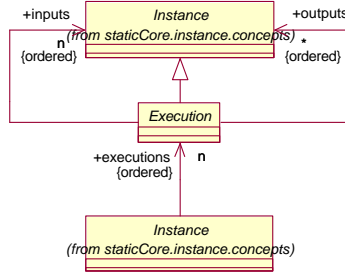 +inputs
Instance
+outputs
n
(from staticCore.instance.concepts)
*
{ordered}
{ordered}
Execution
+executions
n
{ordered}
Instance
(from staticCore.instance.concepts)